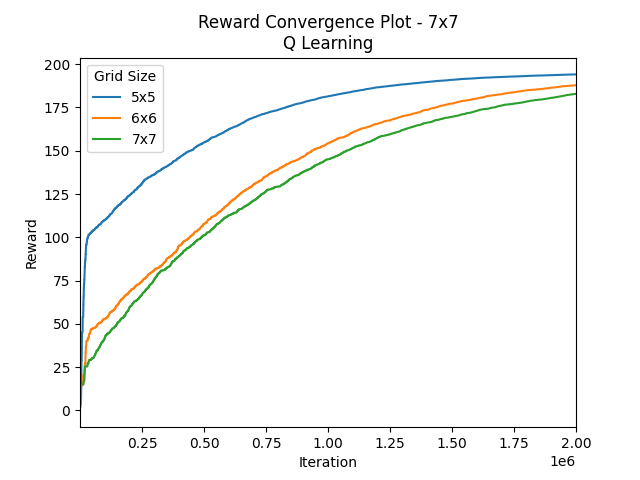 Reward Convergence Plot - 7x7
Q Learning
Grid Size
5x5
6x6
7x7
Reward
200
175
150
125
100
75
50
25
0
0.25 0.50 0.75 1.00 1.25 1.50 1.75 2.00
Iteration
1e6